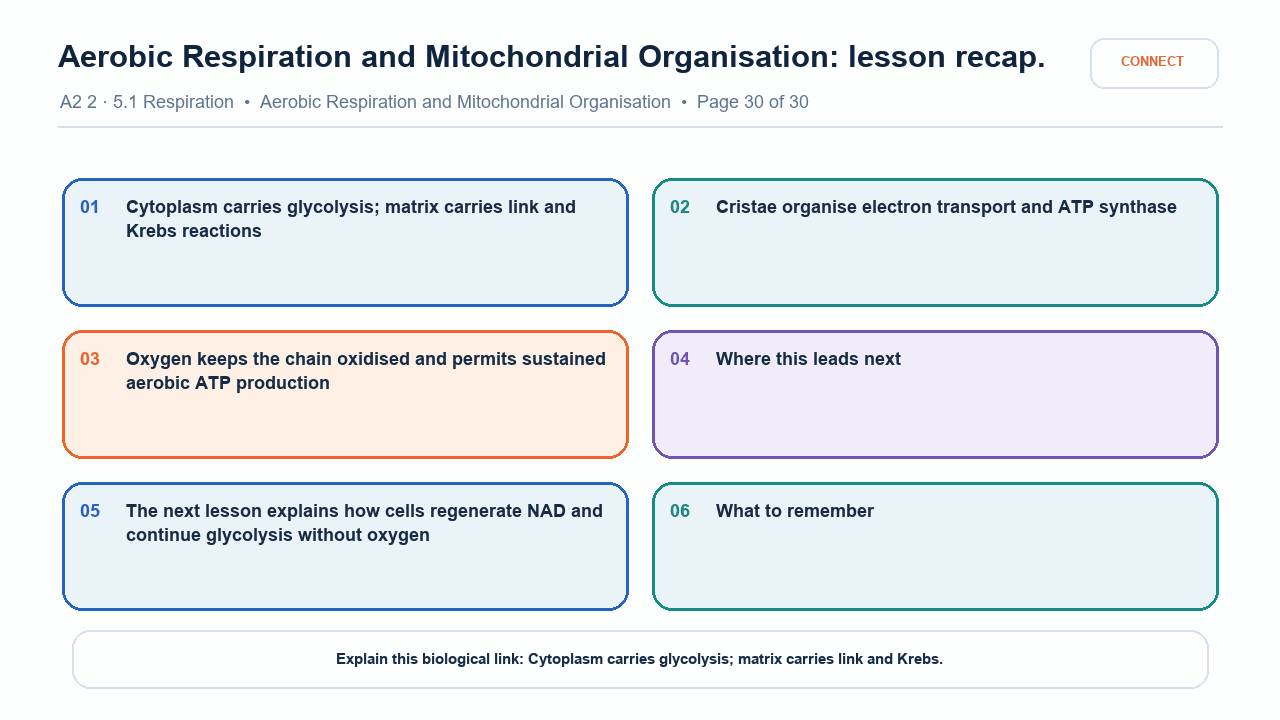 Aerobic Respiration and Mitochondrial Organisation: lesson recap.
CONNECT
A2 2 · 5.1 Respiration • Aerobic Respiration and Mitochondrial Organisation • Page 30 of 30
01 Cytoplasm carries glycolysis; matrix carries link and
Krebs reactions
02 Cristae organise electron transport and ATP synthase
03 Oxygen keeps the chain oxidised and permits sustained
aerobic ATP production
04 Where this leads next
05 The next lesson explains how cells regenerate NAD and
continue glycolysis without oxygen
06 What to remember
Explain this biological link: Cytoplasm carries glycolysis; matrix carries link and Krebs.